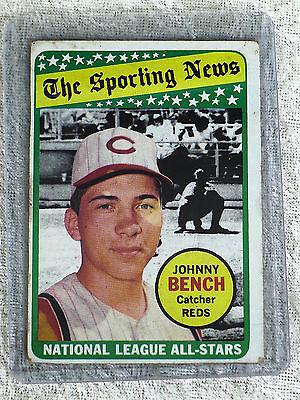 The Sporting News
C
JOHNNY
BENCH
Catcher
REDS
NATIONAL LEAGUE ALL-STARS